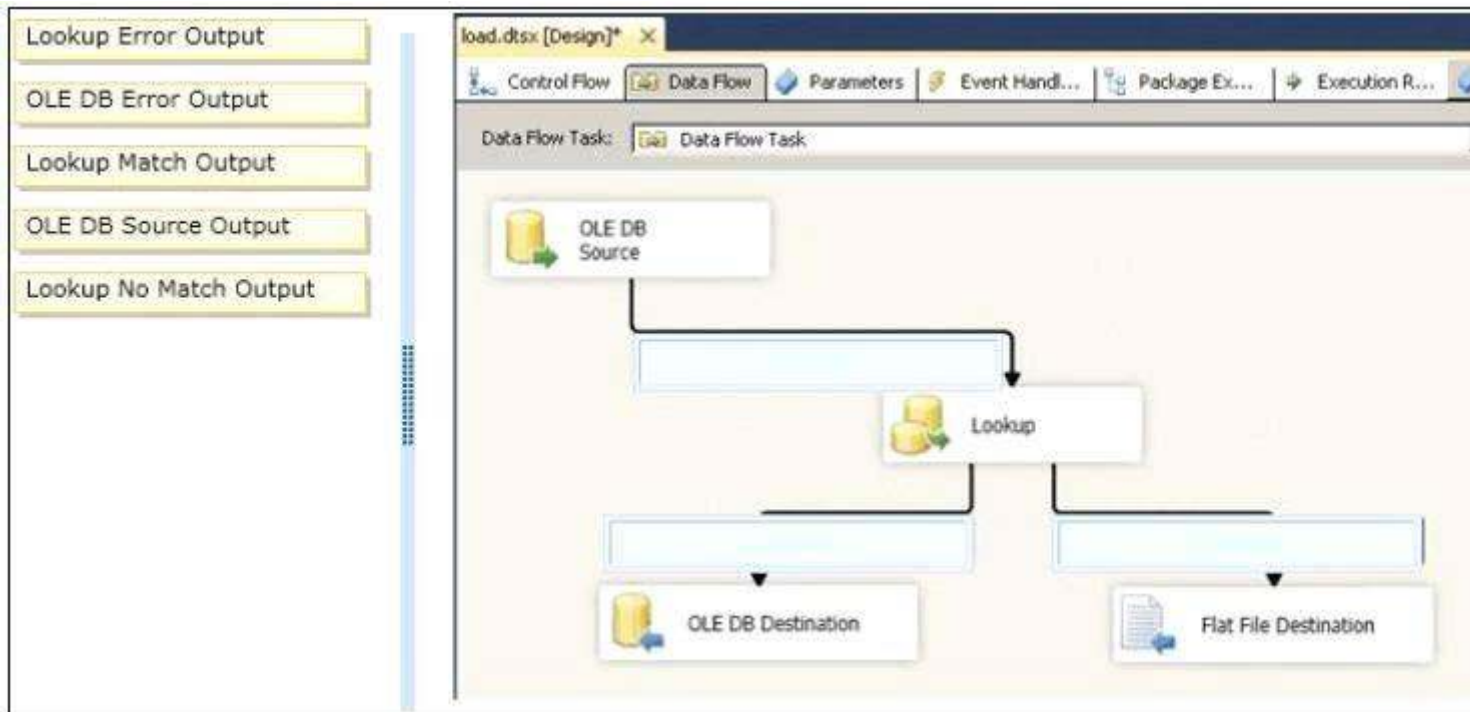 Lookup Error Output
OLE DB Error Output
Lookup Match Output
OLE DB Source Output
Lookup No Match Output
load.dtsx [Design]*
Control Flow
Data Flow
Parameters
Event Handl...
Package Ex...
Execution R...
Data Flow Task:
Data Flow Task
OLE DB
Source
Lookup
OLE DB Destination
Flat File Destination